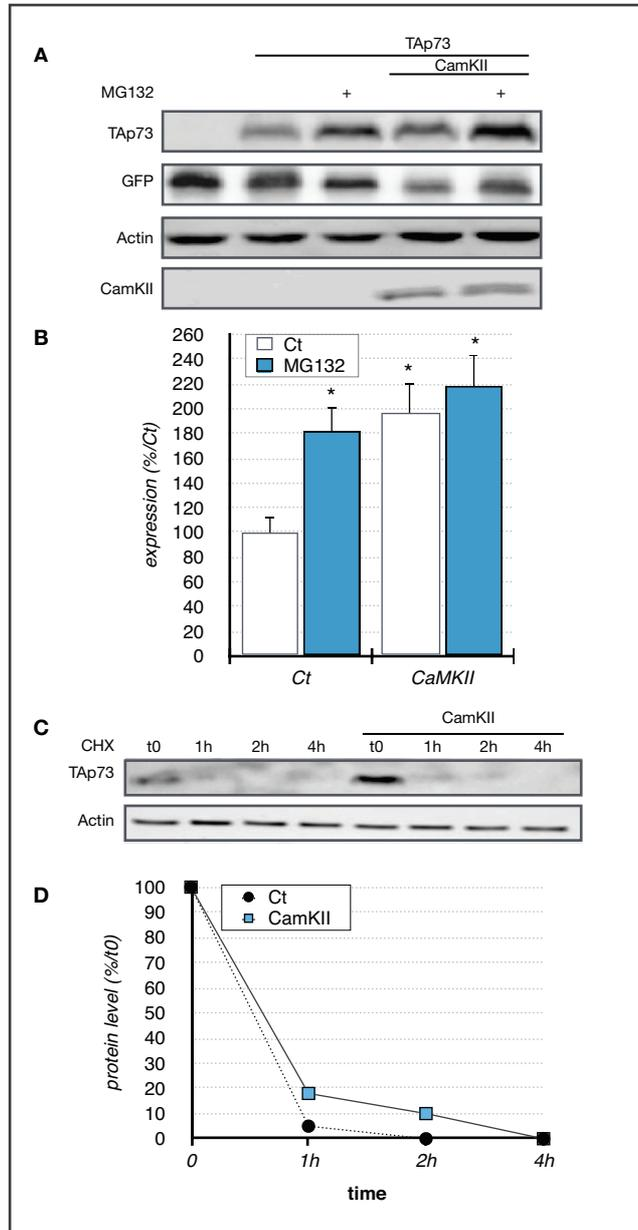 A
TAp73
CamKII
MG132 + +
TAp73
GFP
Actin
CamKII
B
260
240
220
200
180
160
140
120
100
80
60
40
20
0
expression (%/Ct)
Ct
MG132
* * *
Ct CaMKII
C
CamKII
CHX t0 1h 2h 4h t0 1h 2h 4h
TAp73
Actin
D
100
90
80
70
60
50
40
30
20
10
0
protein level (%/t0)
Ct
CamKII
0 1h 2h 4h
time